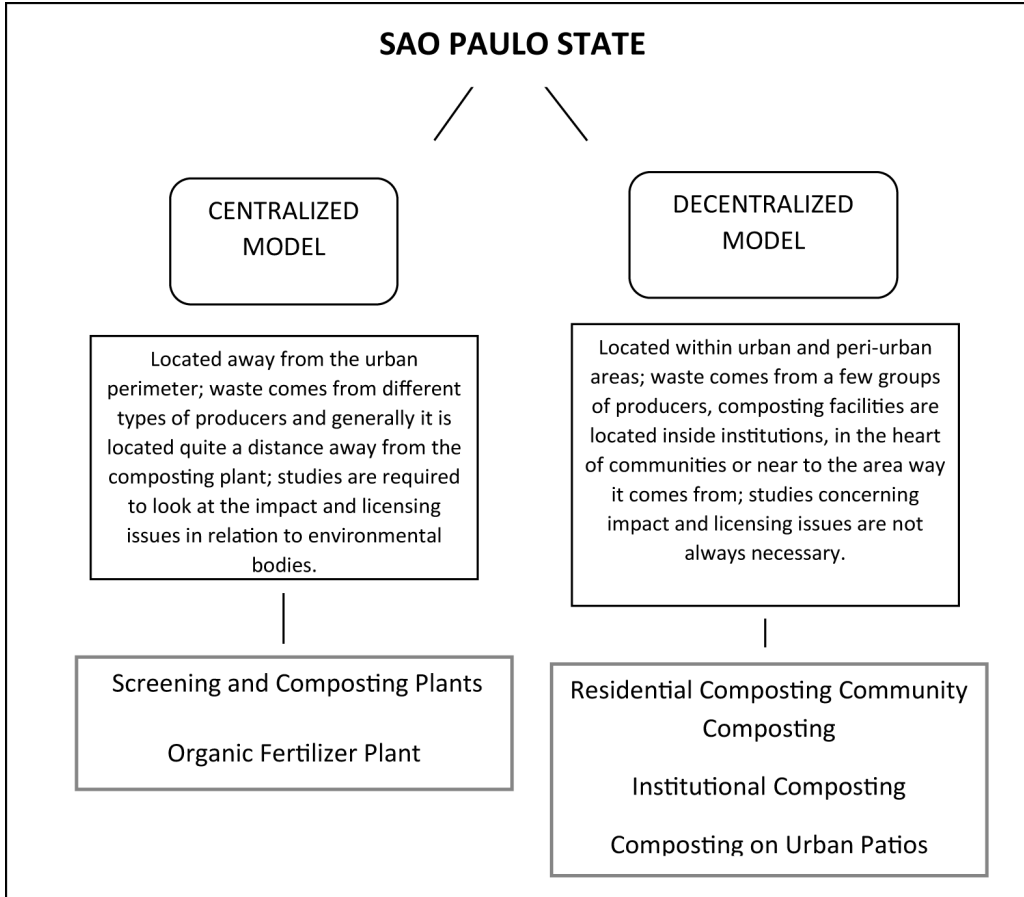 SAO PAULO STATE
CENTRALIZED
MODEL
DECENTRALIZED
MODEL
Located away from the urban
perimeter; waste comes from different
types of producers and generally it is
located quite a distance away from the
composting plant; studies are required
to look at the impact and licensing
issues in relation to environmental
bodies.
Located within urban and peri-urban
areas; waste comes from a few groups
of producers, composting facilities are
located inside institutions, in the heart
of communities or near to the area way
it comes from; studies concerning
impact and licensing issues are not
always necessary.
Screening and Composting Plants
Organic Fertilizer Plant
Residential Composting Community
Composting
Institutional Composting
Composting on Urban Patios